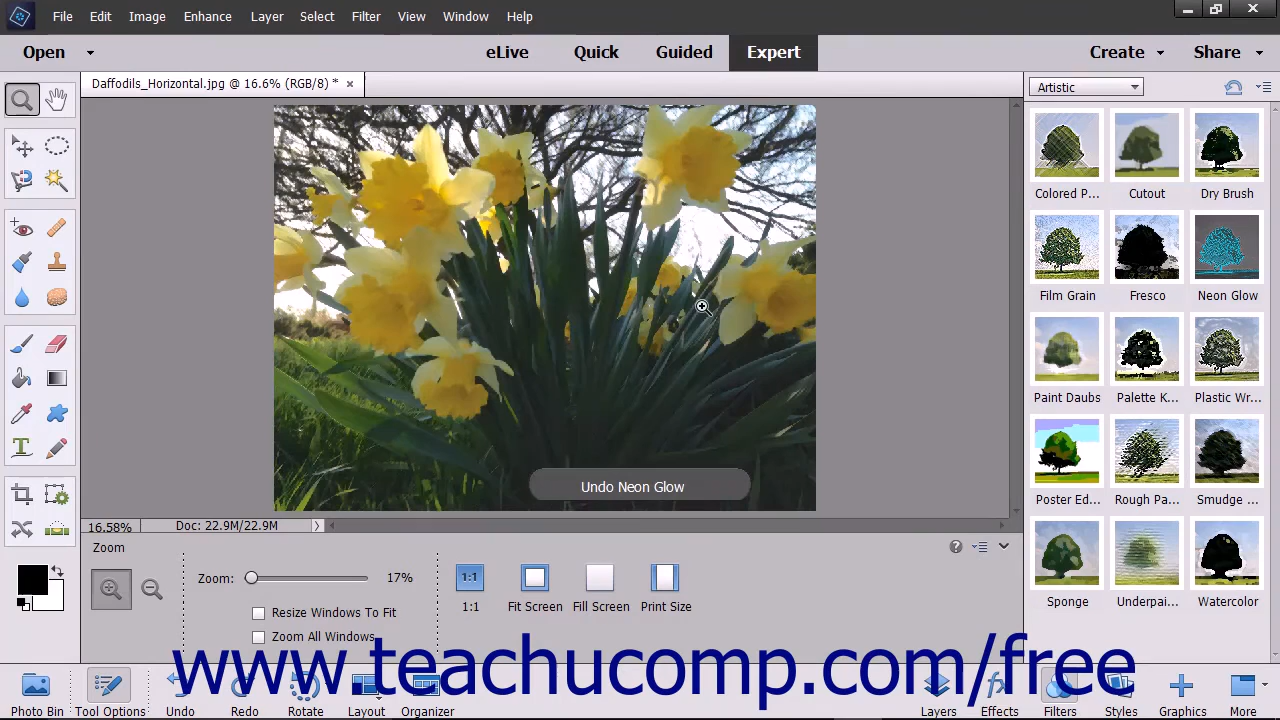 File Edit Image Enhance Layer Select Filter View Window Help
Open eLive Quick Guided Expert Create Share
Daffodils_Horizontal.jpg @ 16.6% (RGB/8) * ×
Artistic
Colored P... Cutout Dry Brush
Film Grain Fresco Neon Glow
Paint Daubs Palette K... Plastic Wr...
Poster Ed... Rough Pa... Smudge ...
Sponge Underpai... Watercolor
Undo Neon Glow
16.58% Doc: 22.9M/22.9M
Zoom
Zoom: 17%
1:1
1:1 Fit Screen Fill Screen Print Size
Resize Windows To Fit
Zoom All Windows
www.teachucomp.com/free
Photo Bin Tool Options Undo Redo Rotate Layout Organizer Layers Effects Filters Styles Graphics More